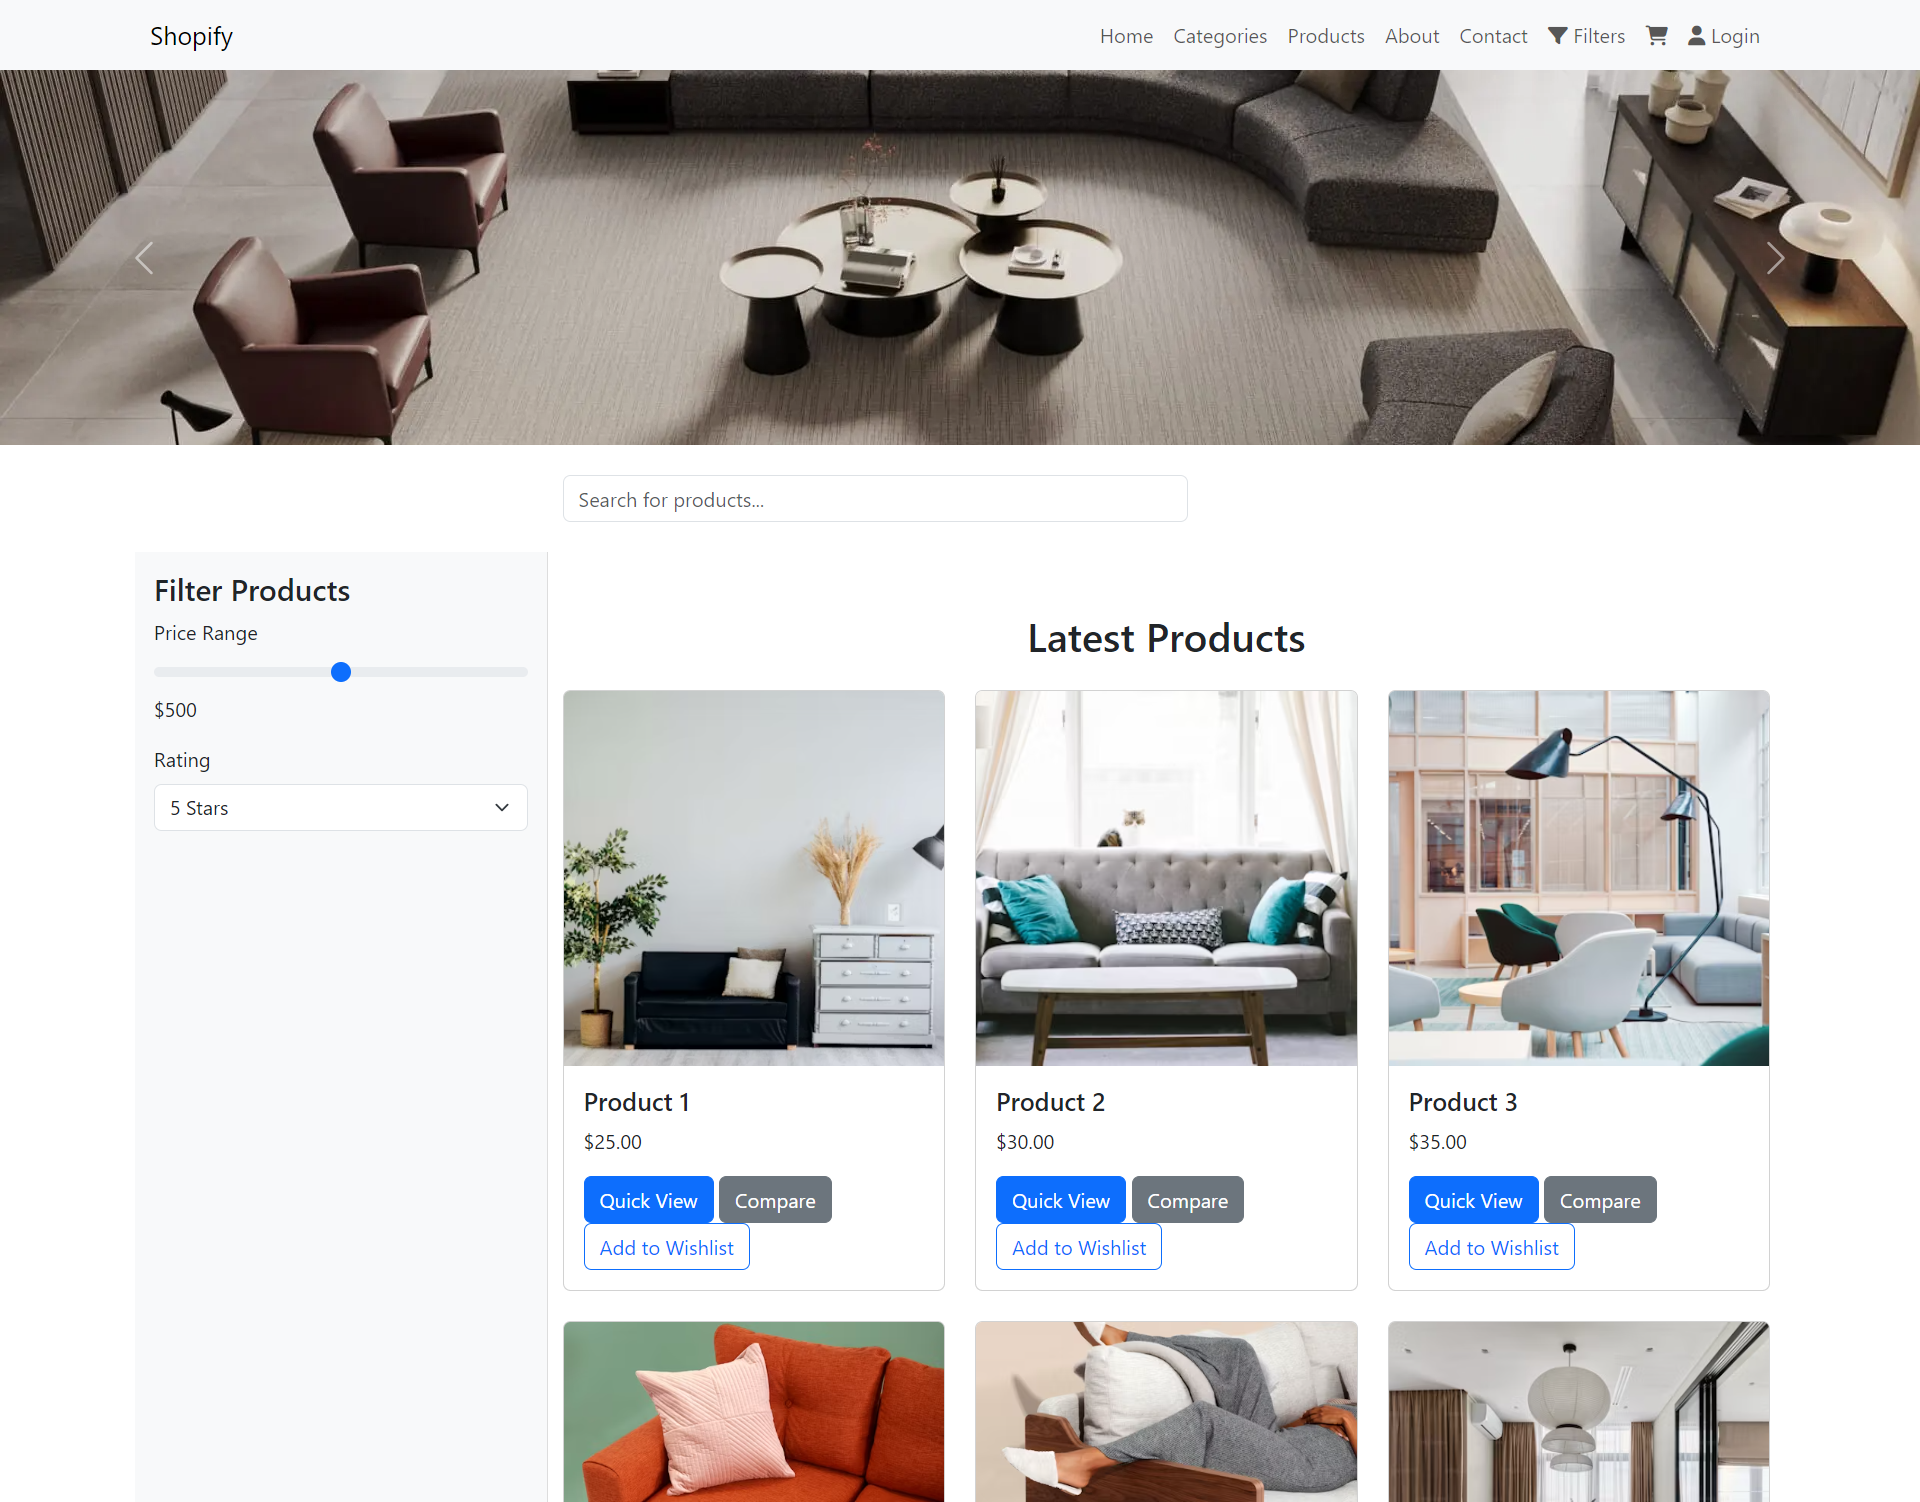 Shopify
Home Categories Products About Contact Filters Login
Search for products...
Filter Products
Price Range
$500
Rating
5 Stars
Latest Products
Product 1
$25.00
Quick View Compare
Add to Wishlist
Product 2
$30.00
Quick View Compare
Add to Wishlist
Product 3
$35.00
Quick View Compare
Add to Wishlist